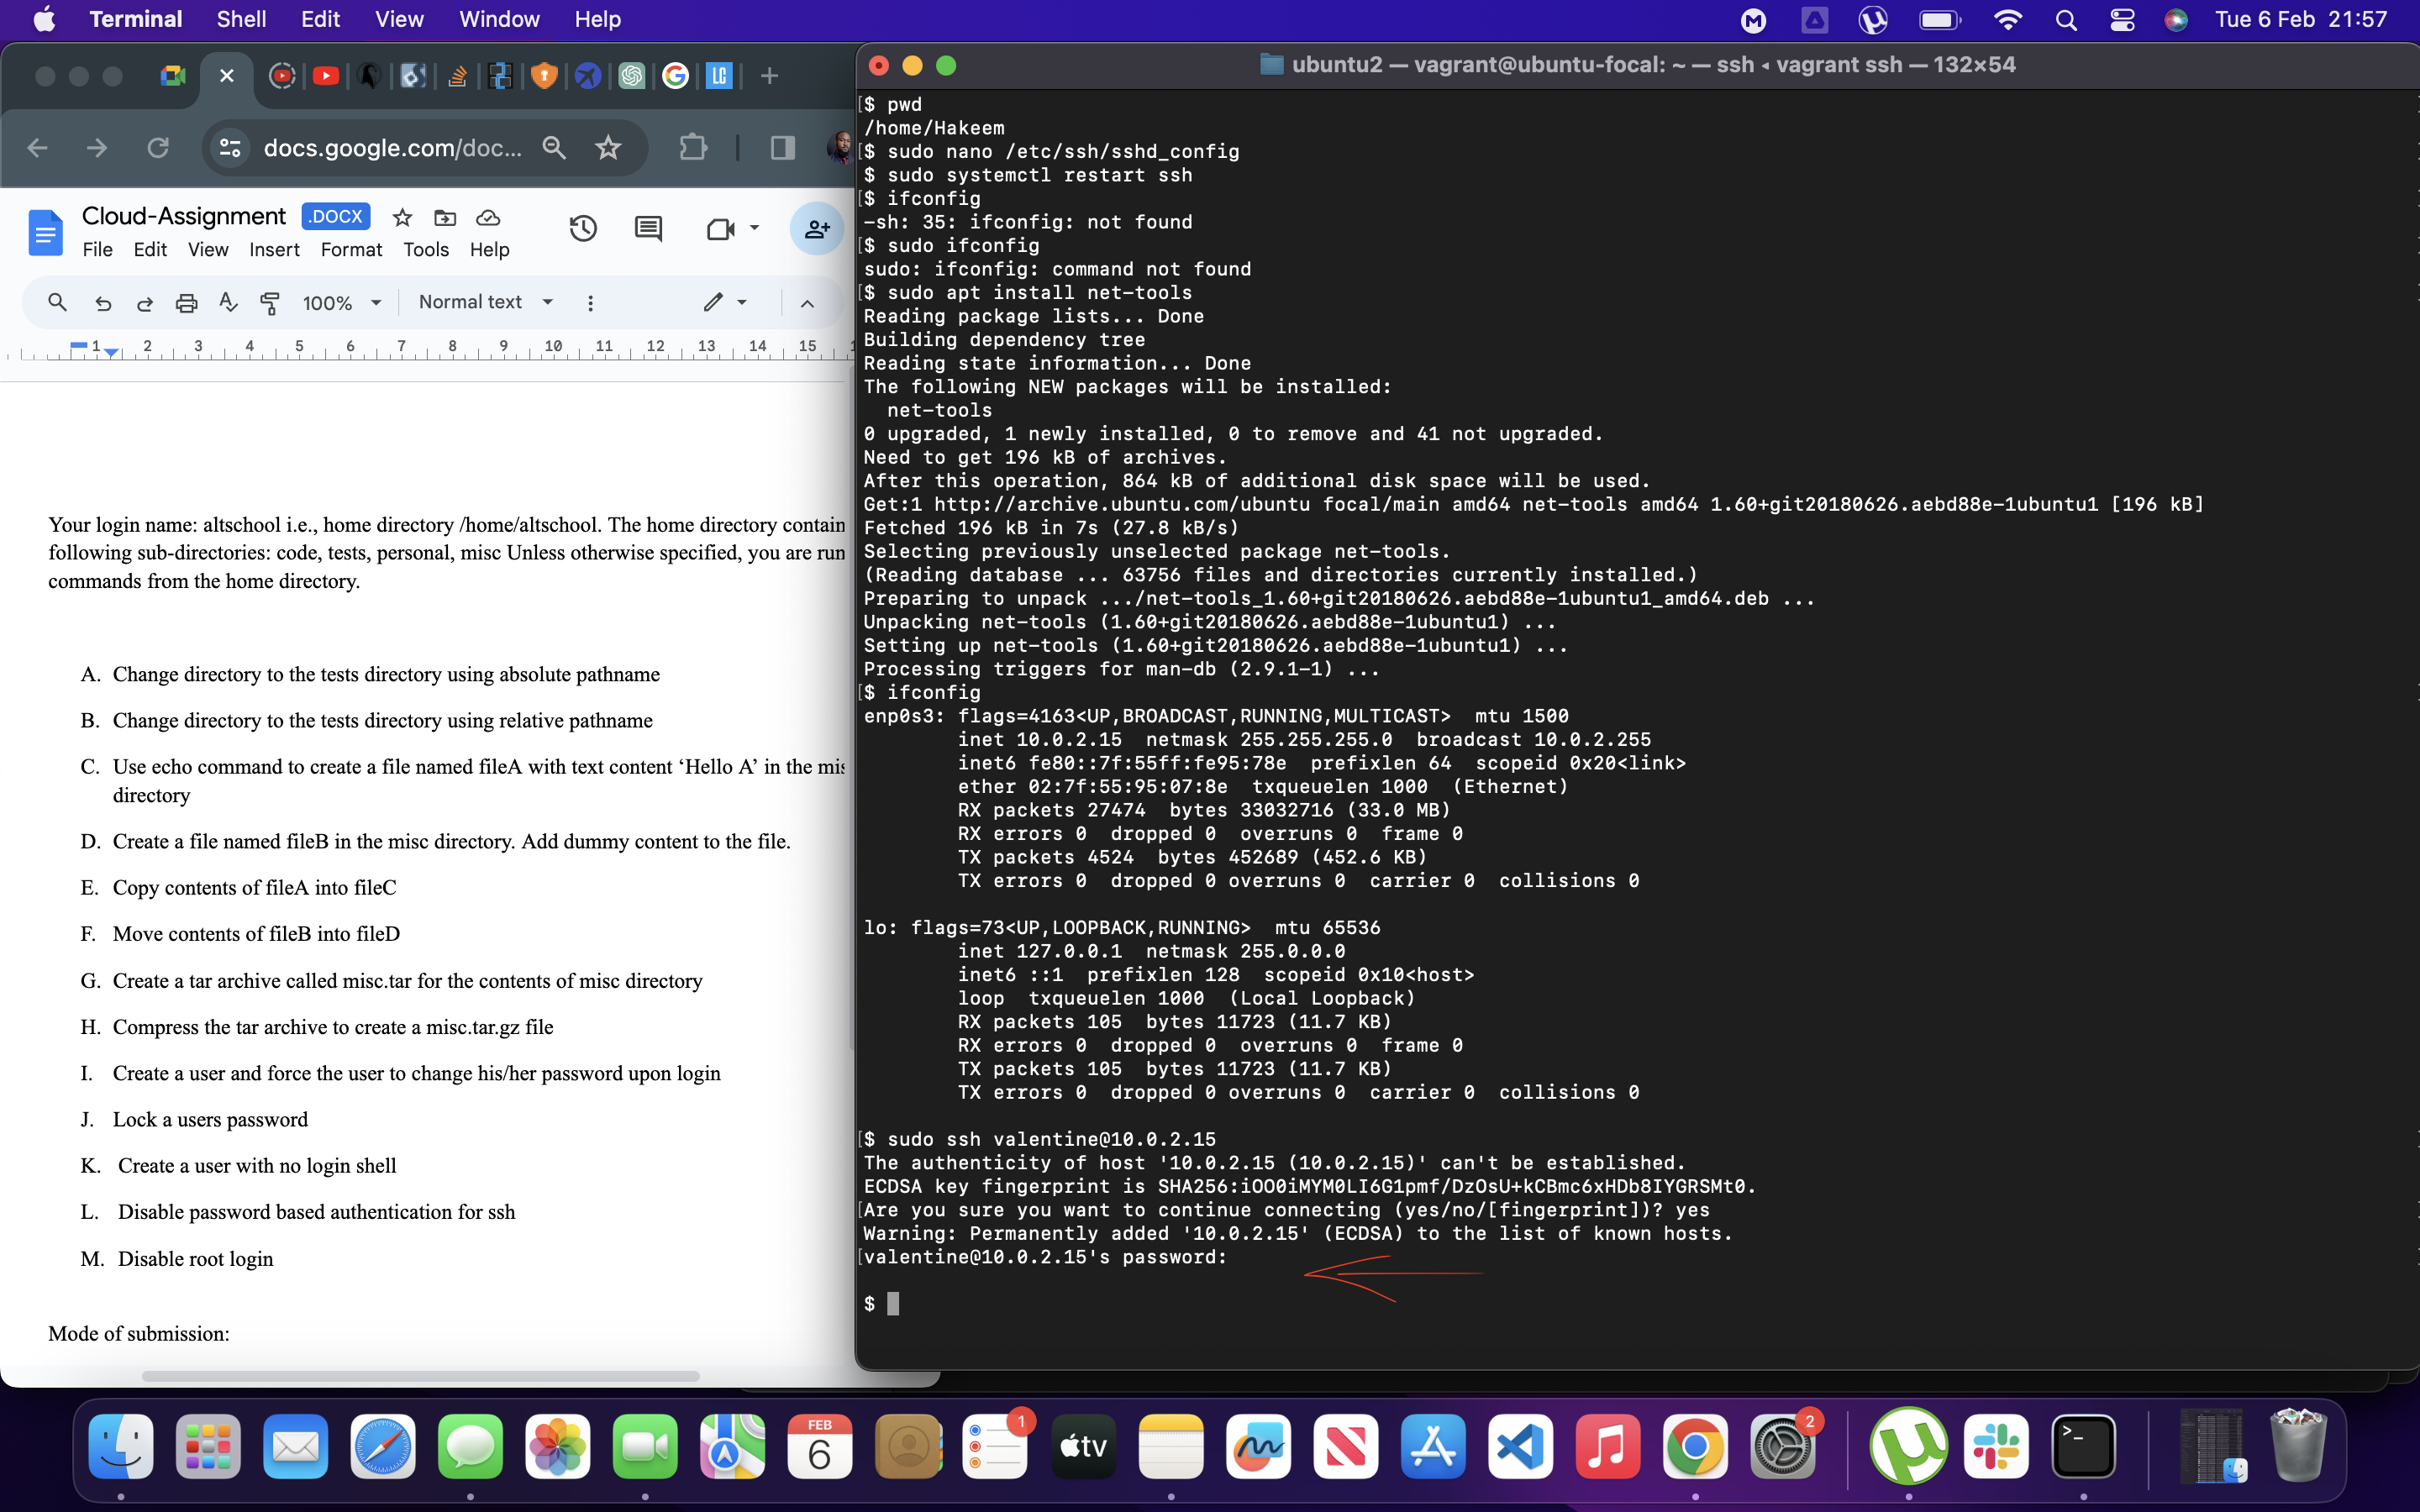 Terminal Shell Edit View Window Help
Tue 6 Feb 21:57
LC
docs.google.com/doc...
Cloud-Assignment .DOCX
File Edit View Insert Format Tools Help
100% Normal text
1 2 3 4 5 6 7 8 9 10 11 12 13 14 15
Your login name: altschool i.e., home directory /home/altschool. The home directory contain
following sub-directories: code, tests, personal, misc Unless otherwise specified, you are run
commands from the home directory.
A. Change directory to the tests directory using absolute pathname
B. Change directory to the tests directory using relative pathname
C. Use echo command to create a file named fileA with text content ‘Hello A’ in the mis
directory
D. Create a file named fileB in the misc directory. Add dummy content to the file.
E. Copy contents of fileA into fileC
F. Move contents of fileB into fileD
G. Create a tar archive called misc.tar for the contents of misc directory
H. Compress the tar archive to create a misc.tar.gz file
I. Create a user and force the user to change his/her password upon login
J. Lock a users password
K. Create a user with no login shell
L. Disable password based authentication for ssh
M. Disable root login
Mode of submission:
ubuntu2 — vagrant@ubuntu-focal: ~ — ssh ◂ vagrant ssh — 132×54
[$ pwd
/home/Hakeem
[$ sudo nano /etc/ssh/sshd_config
$ sudo systemctl restart ssh
[$ ifconfig
-sh: 35: ifconfig: not found
[$ sudo ifconfig
sudo: ifconfig: command not found
[$ sudo apt install net-tools
Reading package lists... Done
Building dependency tree
Reading state information... Done
The following NEW packages will be installed:
net-tools
0 upgraded, 1 newly installed, 0 to remove and 41 not upgraded.
Need to get 196 kB of archives.
After this operation, 864 kB of additional disk space will be used.
Get:1 http://archive.ubuntu.com/ubuntu focal/main amd64 net-tools amd64 1.60+git20180626.aebd88e-1ubuntu1 [196 kB]
Fetched 196 kB in 7s (27.8 kB/s)
Selecting previously unselected package net-tools.
(Reading database ... 63756 files and directories currently installed.)
Preparing to unpack .../net-tools_1.60+git20180626.aebd88e-1ubuntu1_amd64.deb ...
Unpacking net-tools (1.60+git20180626.aebd88e-1ubuntu1) ...
Setting up net-tools (1.60+git20180626.aebd88e-1ubuntu1) ...
Processing triggers for man-db (2.9.1-1) ...
[$ ifconfig
enp0s3: flags=4163<UP,BROADCAST,RUNNING,MULTICAST> mtu 1500
inet 10.0.2.15 netmask 255.255.255.0 broadcast 10.0.2.255
inet6 fe80::7f:55ff:fe95:78e prefixlen 64 scopeid 0x20<link>
ether 02:7f:55:95:07:8e txqueuelen 1000 (Ethernet)
RX packets 27474 bytes 33032716 (33.0 MB)
RX errors 0 dropped 0 overruns 0 frame 0
TX packets 4524 bytes 452689 (452.6 KB)
TX errors 0 dropped 0 overruns 0 carrier 0 collisions 0
lo: flags=73<UP,LOOPBACK,RUNNING> mtu 65536
inet 127.0.0.1 netmask 255.0.0.0
inet6 ::1 prefixlen 128 scopeid 0x10<host>
loop txqueuelen 1000 (Local Loopback)
RX packets 105 bytes 11723 (11.7 KB)
RX errors 0 dropped 0 overruns 0 frame 0
TX packets 105 bytes 11723 (11.7 KB)
TX errors 0 dropped 0 overruns 0 carrier 0 collisions 0
[$ sudo ssh valentine@10.0.2.15
The authenticity of host '10.0.2.15 (10.0.2.15)' can't be established.
ECDSA key fingerprint is SHA256:iOO0iMYM0LI6G1pmf/DzOsU+kCBmc6xHDb8IYGRSMt0.
[Are you sure you want to continue connecting (yes/no/[fingerprint])? yes
Warning: Permanently added '10.0.2.15' (ECDSA) to the list of known hosts.
[valentine@10.0.2.15's password:
$
FEB
6
1
tv
2
>_